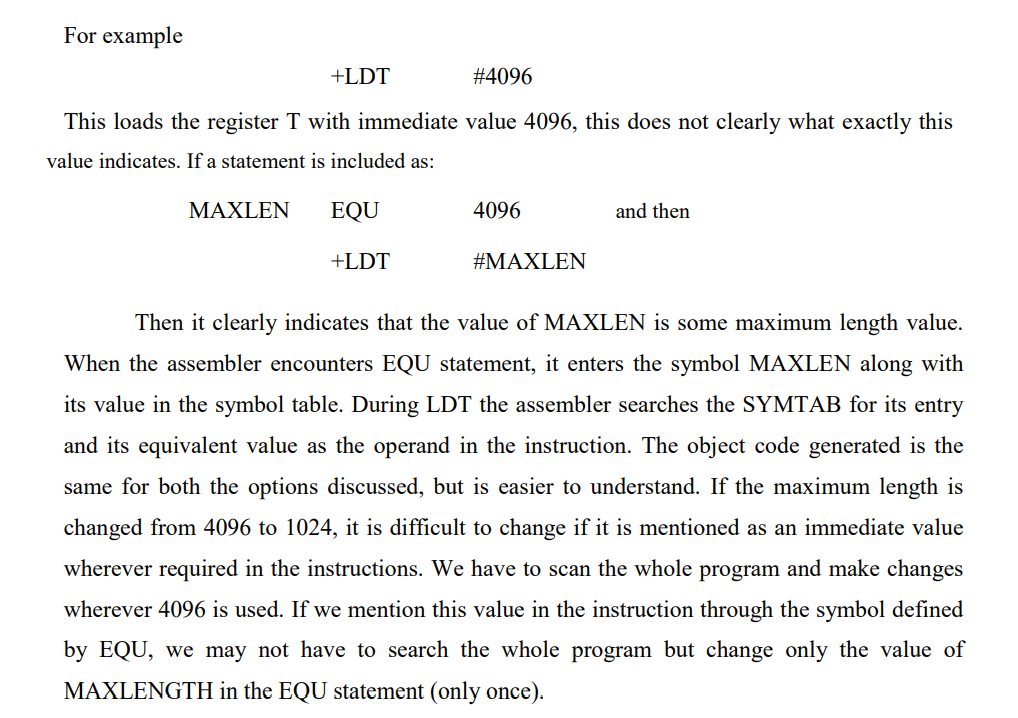 For example
+LDT #4096
This loads the register T with immediate value 4096, this does not clearly what exactly this
value indicates. If a statement is included as:
MAXLEN EQU 4096 and then
+LDT #MAXLEN
Then it clearly indicates that the value of MAXLEN is some maximum length value.
When the assembler encounters EQU statement, it enters the symbol MAXLEN along with
its value in the symbol table. During LDT the assembler searches the SYMTAB for its entry
and its equivalent value as the operand in the instruction. The object code generated is the
same for both the options discussed, but is easier to understand. If the maximum length is
changed from 4096 to 1024, it is difficult to change if it is mentioned as an immediate value
wherever required in the instructions. We have to scan the whole program and make changes
wherever 4096 is used. If we mention this value in the instruction through the symbol defined
by EQU, we may not have to search the whole program but change only the value of
MAXLENGTH in the EQU statement (only once).